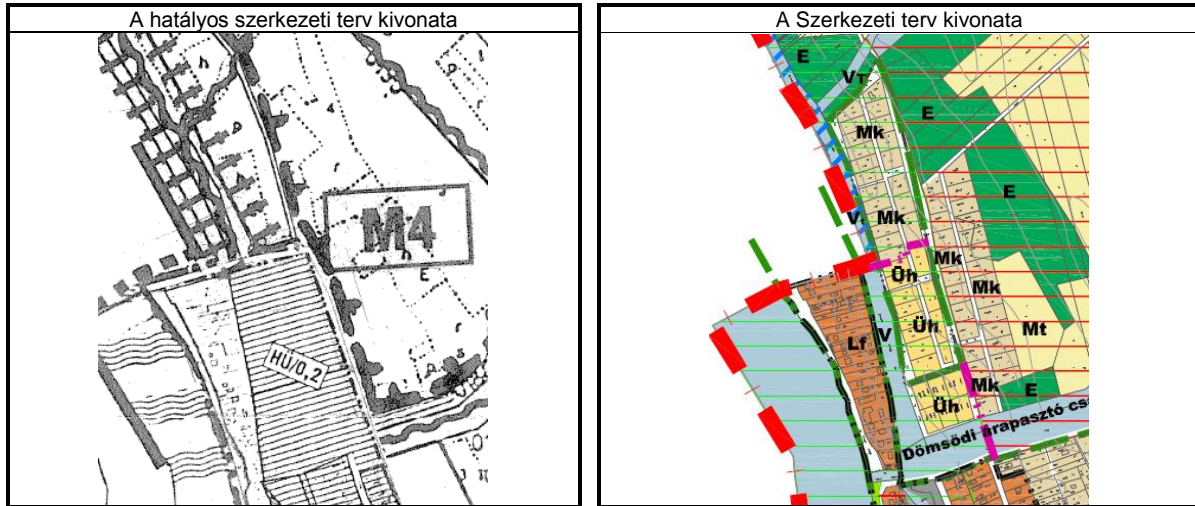 A hatályos szerkezeti terv kivonata
M4
E
HÜ/0,2
A Szerkezeti terv kivonata
E
VT
E
Mk
E
Mk
Mk
Üh
Mk
Üh
Mt
Lf
V
Mk
E
Üh
Dömsödi árapasztó cs